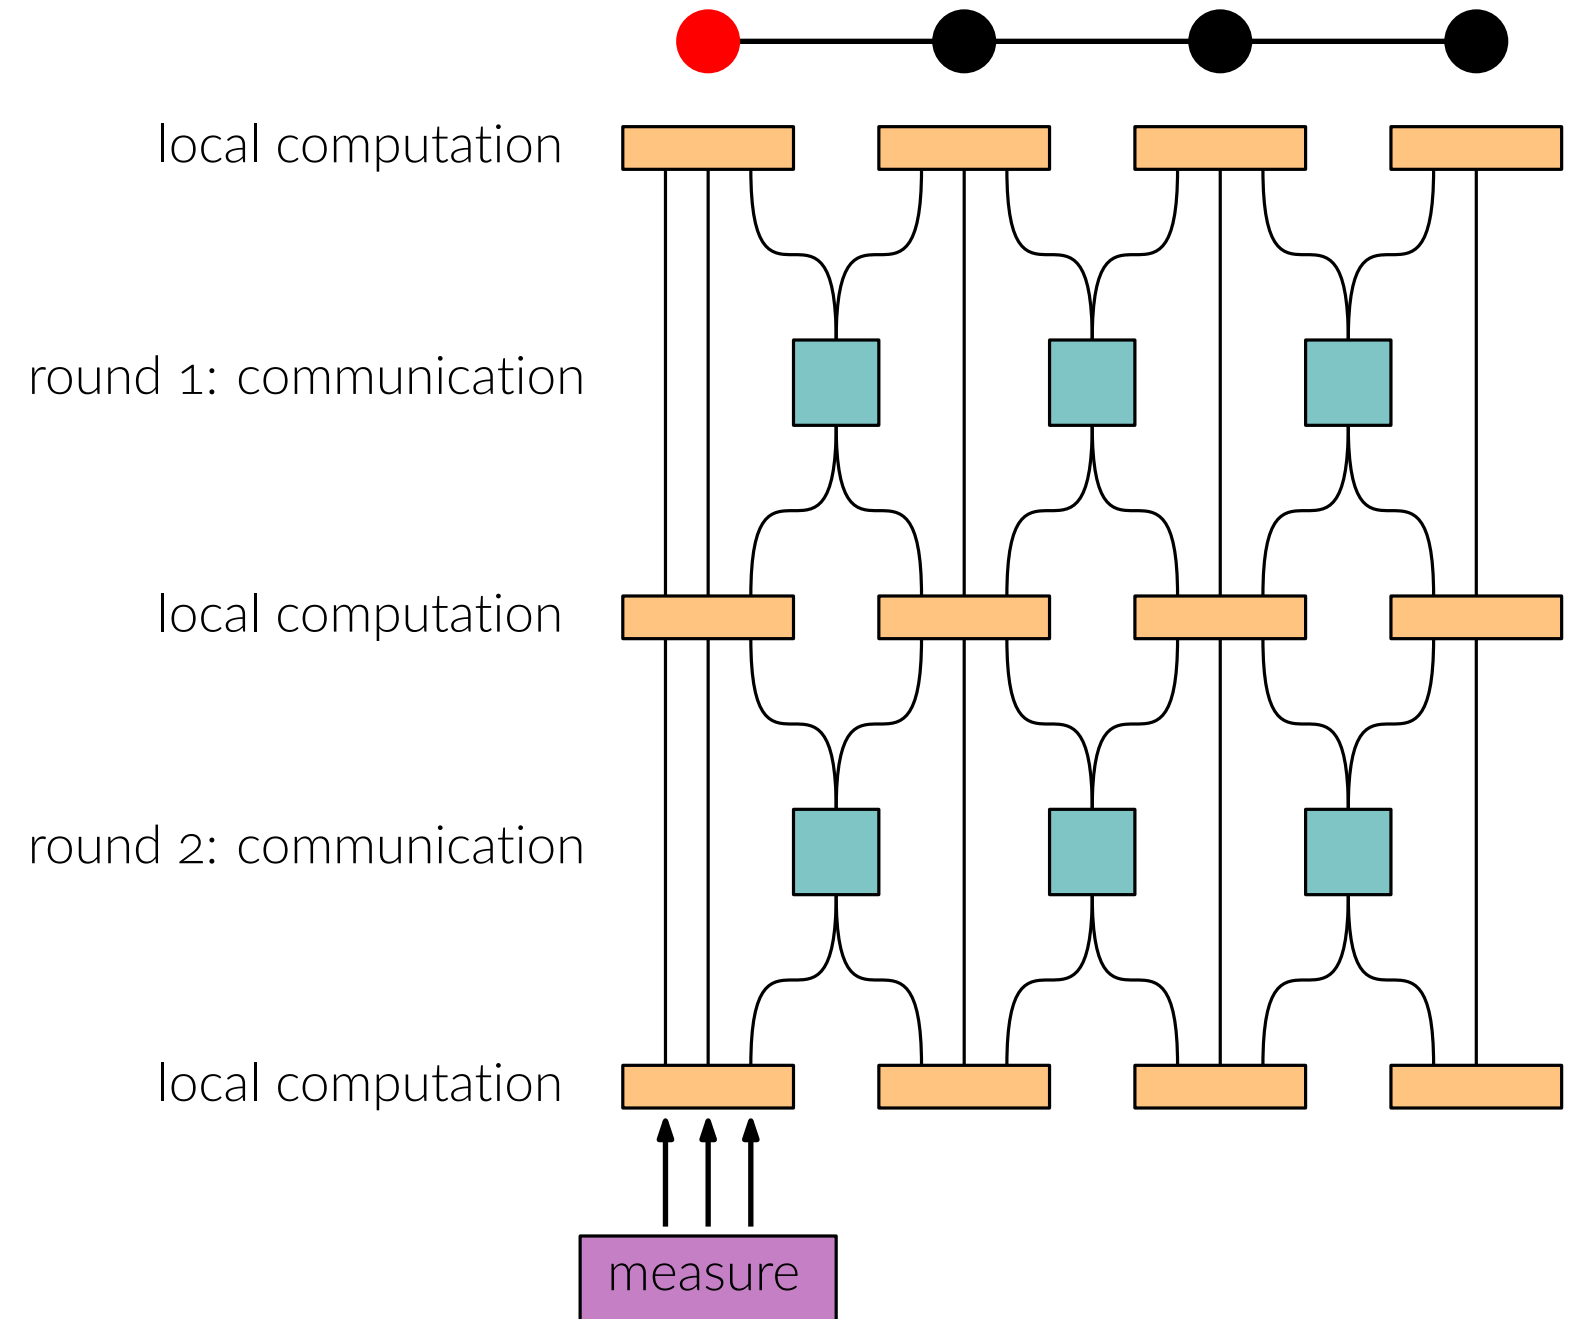 local computation
round 1: communication
local computation
round 2: communication
local computation
measure